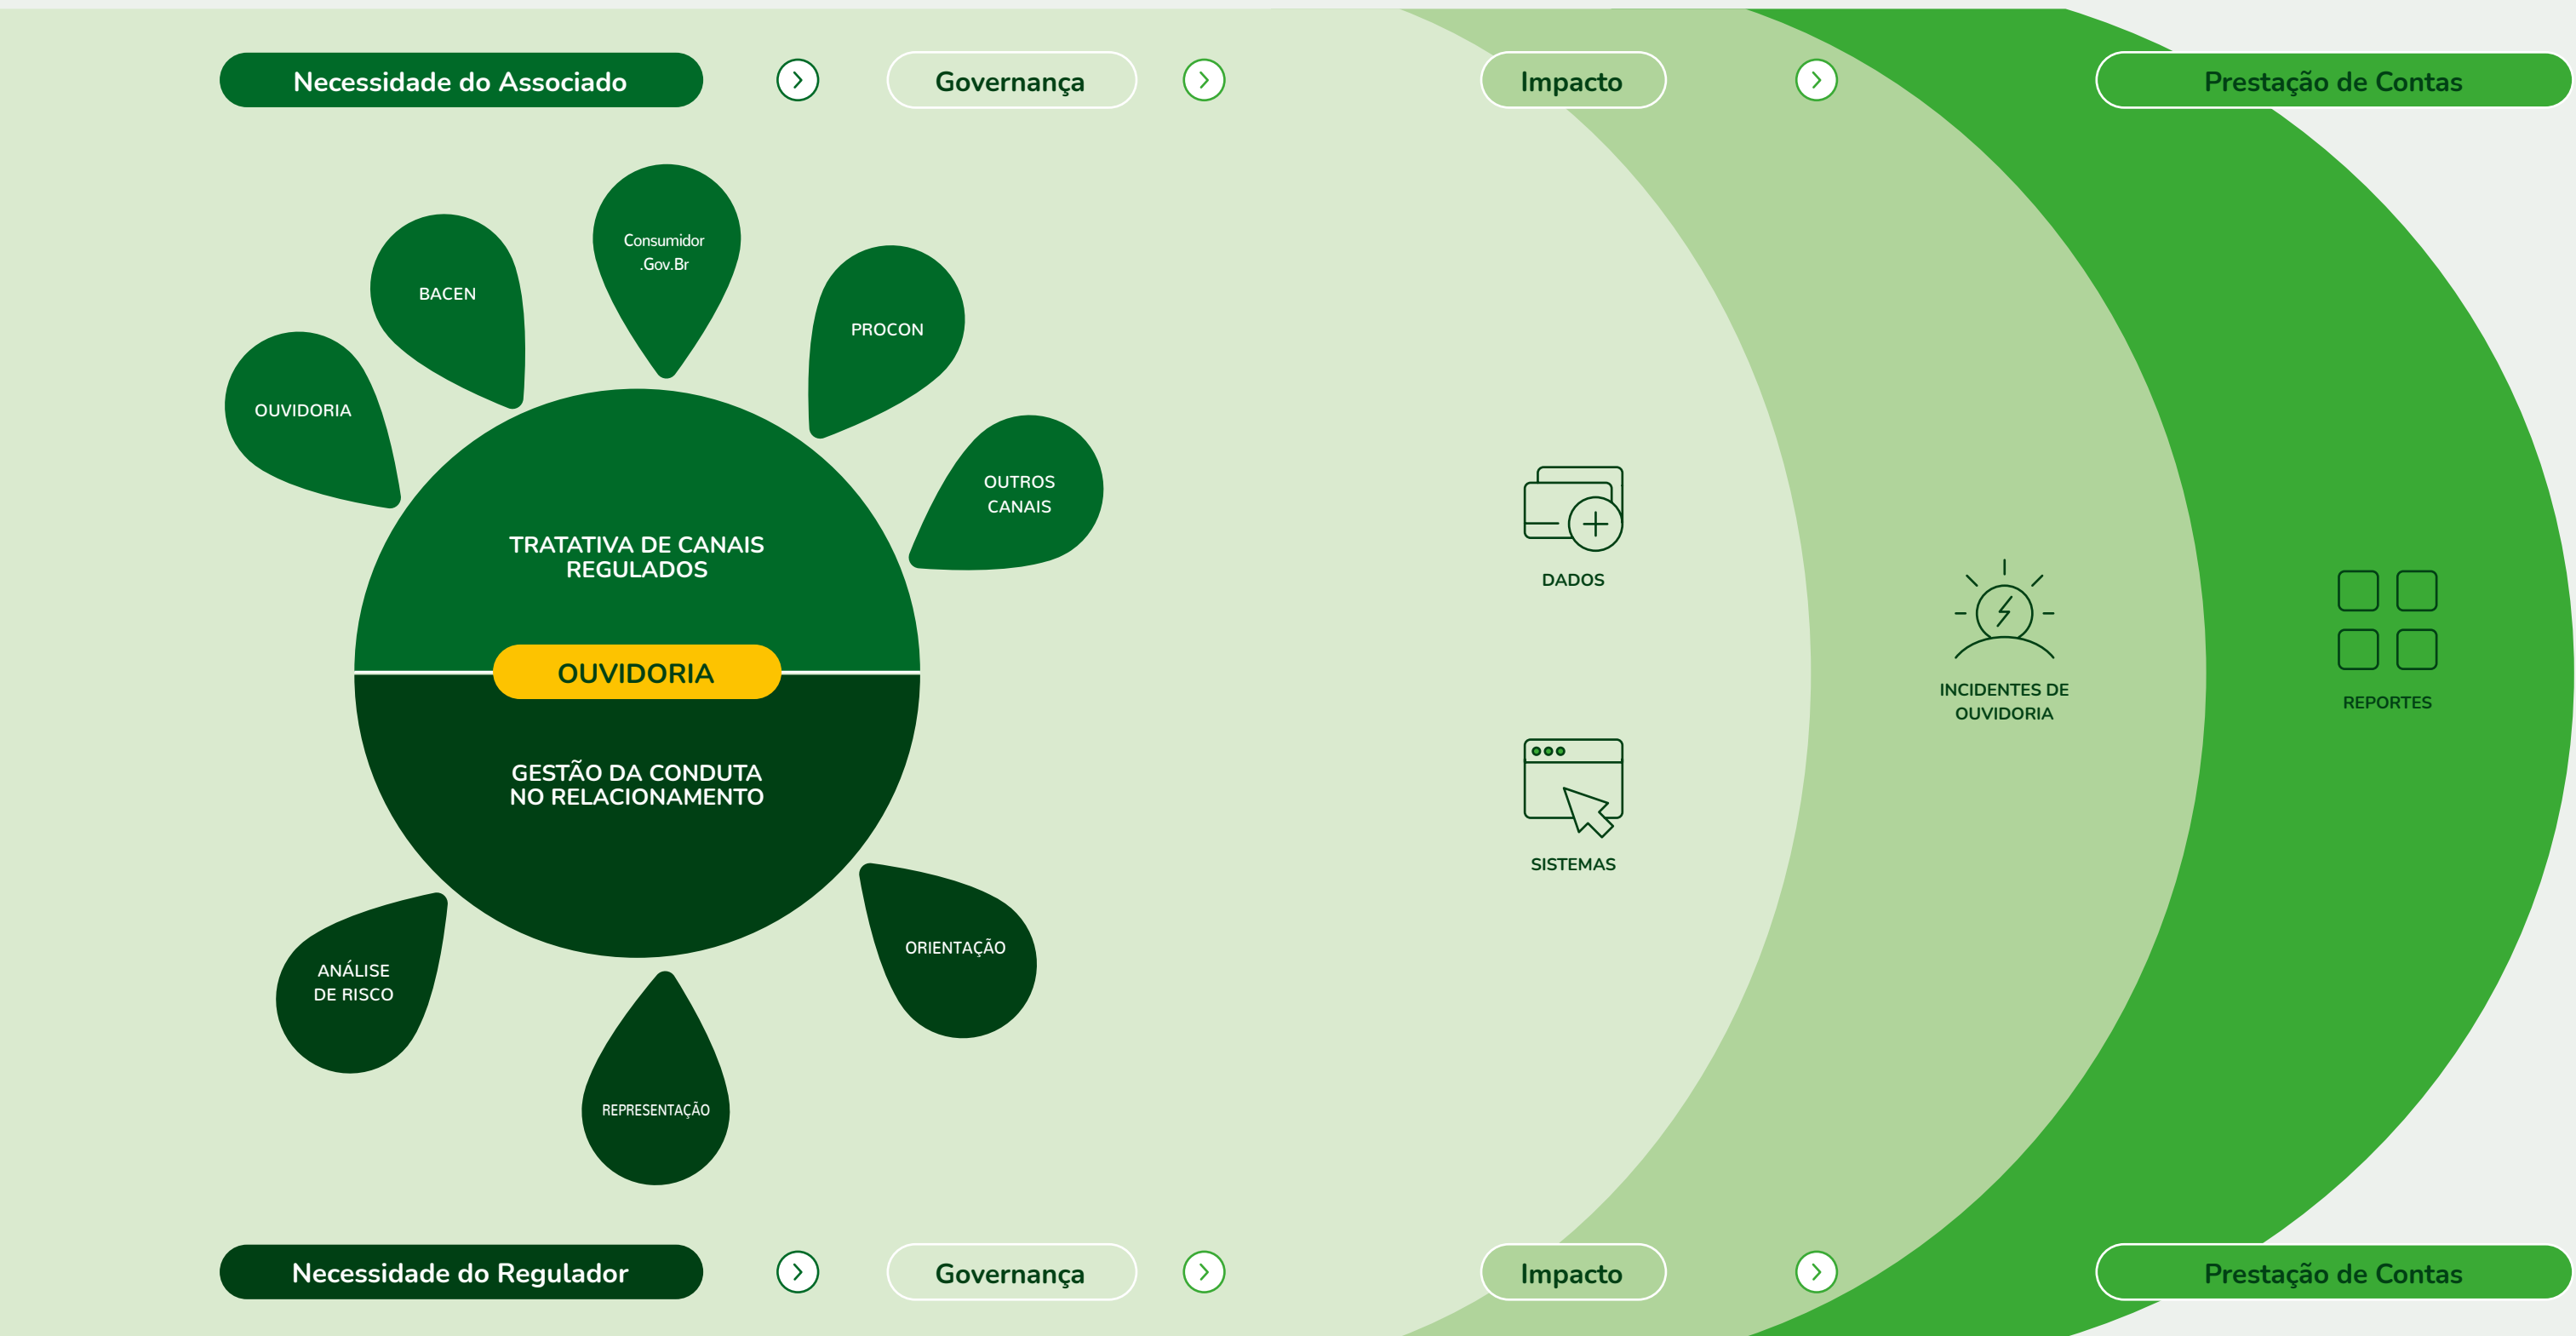 Necessidade do Associado
Governança
Impacto
Prestação de Contas
Consumidor
.Gov.Br
BACEN
PROCON
OUVIDORIA
OUTROS
CANAIS
TRATATIVA DE CANAIS
REGULADOS
OUVIDORIA
GESTÃO DA CONDUTA
NO RELACIONAMENTO
ANÁLISE
DE RISCO
REPRESENTAÇÃO
ORIENTAÇÃO
DADOS
SISTEMAS
INCIDENTES DE
OUVIDORIA
REPORTES
Necessidade do Regulador
Governança
Impacto
Prestação de Contas